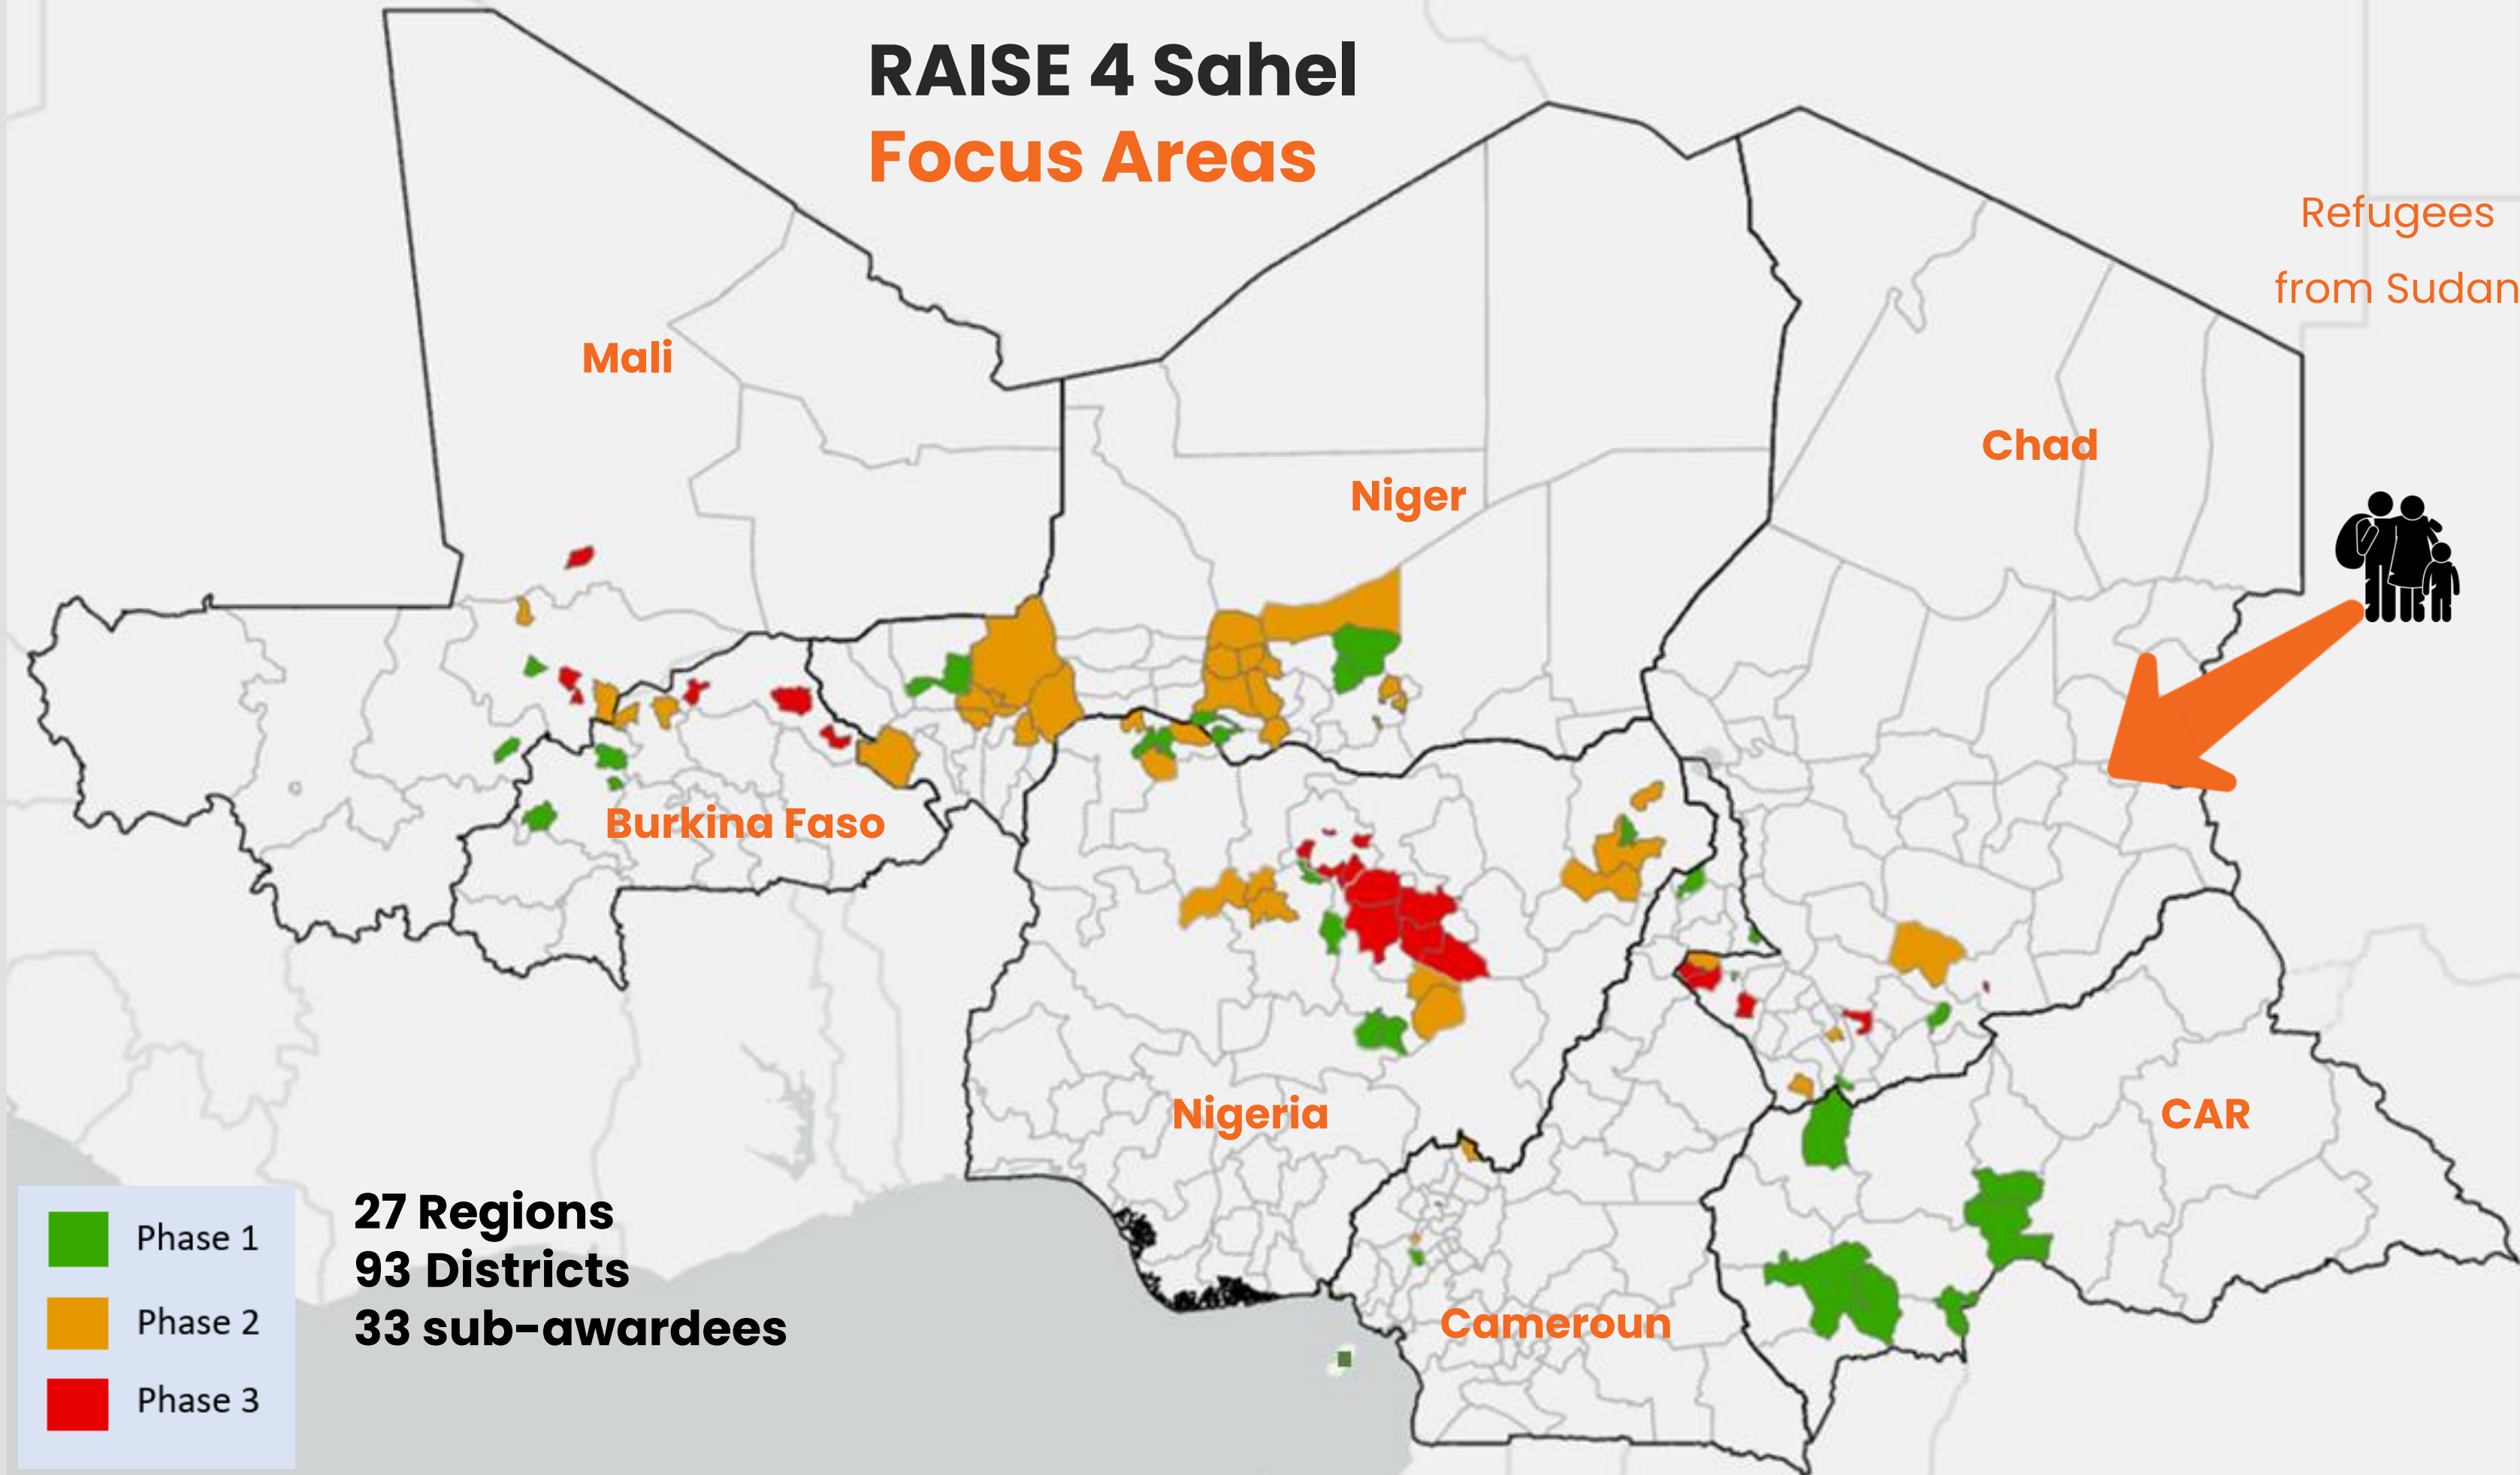 RAISE 4 Sahel
Focus Areas
Refugees
from Sudan
Mali
Chad
Niger
Burkina Faso
Nigeria
CAR
Cameroun
Phase 1
Phase 2
Phase 3
27 Regions
93 Districts
33 sub-awardees